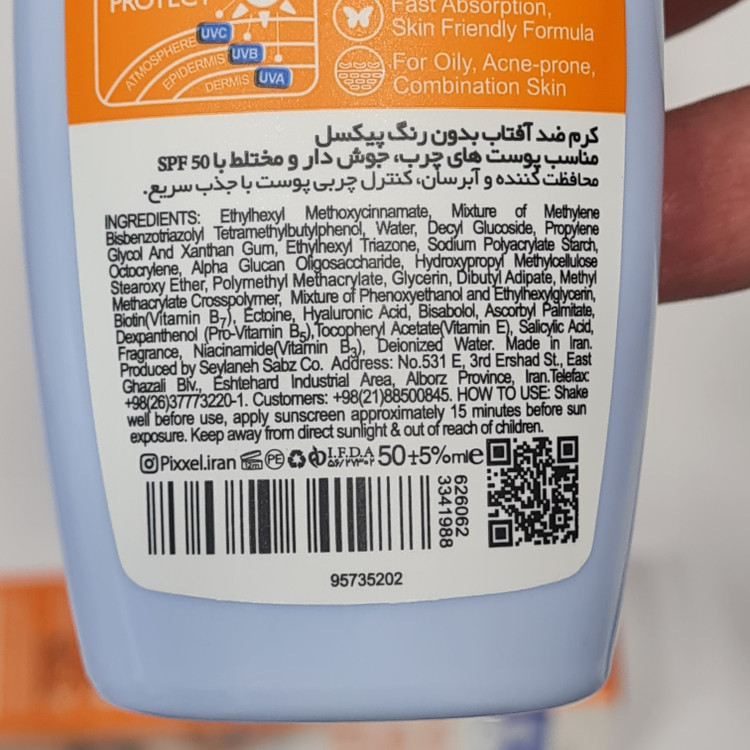 PROTECT
UVC
UVB
UVA
ATMOSPHERE
EPIDERMIS
DERMIS
Fast Absorption,
Skin Friendly Formula
For Oily, Acne-prone,
Combination Skin
کرم ضد آفتاب بدون رنگ پیکسل
مناسب پوست های چرب، جوش دار و مختلط با SPF 50
محافظت کننده و آبرسان، کنترل چربی پوست با جذب سریع.
INGREDIENTS: Ethylhexyl Methoxycinnamate, Mixture of Methylene
Bisbenzotriazolyl Tetramethylbutylphenol, Water, Decyl Glucoside, Propylene
Glycol And Xanthan Gum, Ethylhexyl Triazone, Sodium Polyacrylate Starch,
Octocrylene, Alpha Glucan Oligosaccharide, Hydroxypropyl Methylcellulose
Stearoxy Ether, Polymethyl Methacrylate, Glycerin, Dibutyl Adipate, Methyl
Methacrylate Crosspolymer, Mixture of Phenoxyethanol and Ethylhexylglycerin,
Biotin(Vitamin B7), Ectoine, Hyaluronic Acid, Bisabolol, Ascorbyl Palmitate,
Dexpanthenol (Pro-Vitamin B5),Tocopheryl Acetate(Vitamin E), Salicylic Acid,
Fragrance, Niacinamide(Vitamin B3), Deionized Water. Made in Iran.
Produced by Seylaneh Sabz Co. Address: No.531 E, 3rd Ershad St., East
Ghazali Blv., Eshtehard Industrial Area, Alborz Province, Iran.Telefax:
+98(26)37773220-1. Customers: +98(21)88500845. HOW TO USE: Shake
well before use, apply sunscreen approximately 15 minutes before sun
exposure. Keep away from direct sunlight & out of reach of children.
Pixxel.iran 12m PE I.F.D.A ۵۶/۲۷۳۰۲ 50±5%ml℮
626062
3341988
95735202